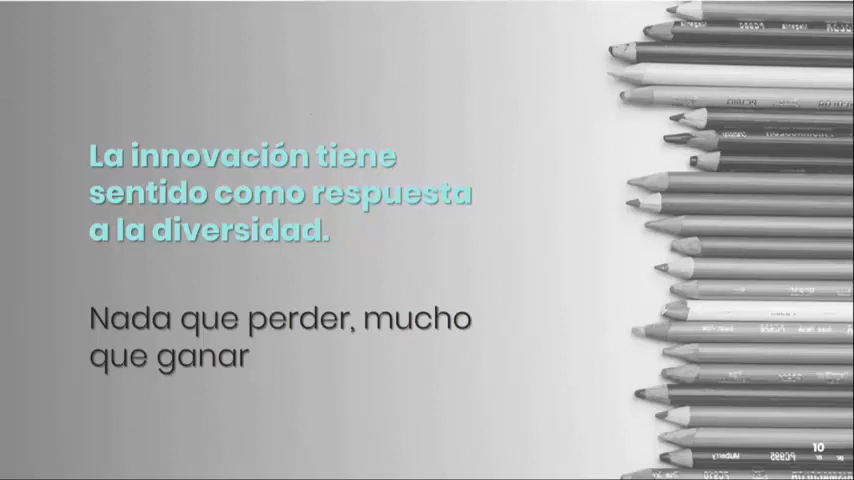 La innovación tiene
sentido como respuesta
a la diversidad.
Nada que perder, mucho
que ganar
10